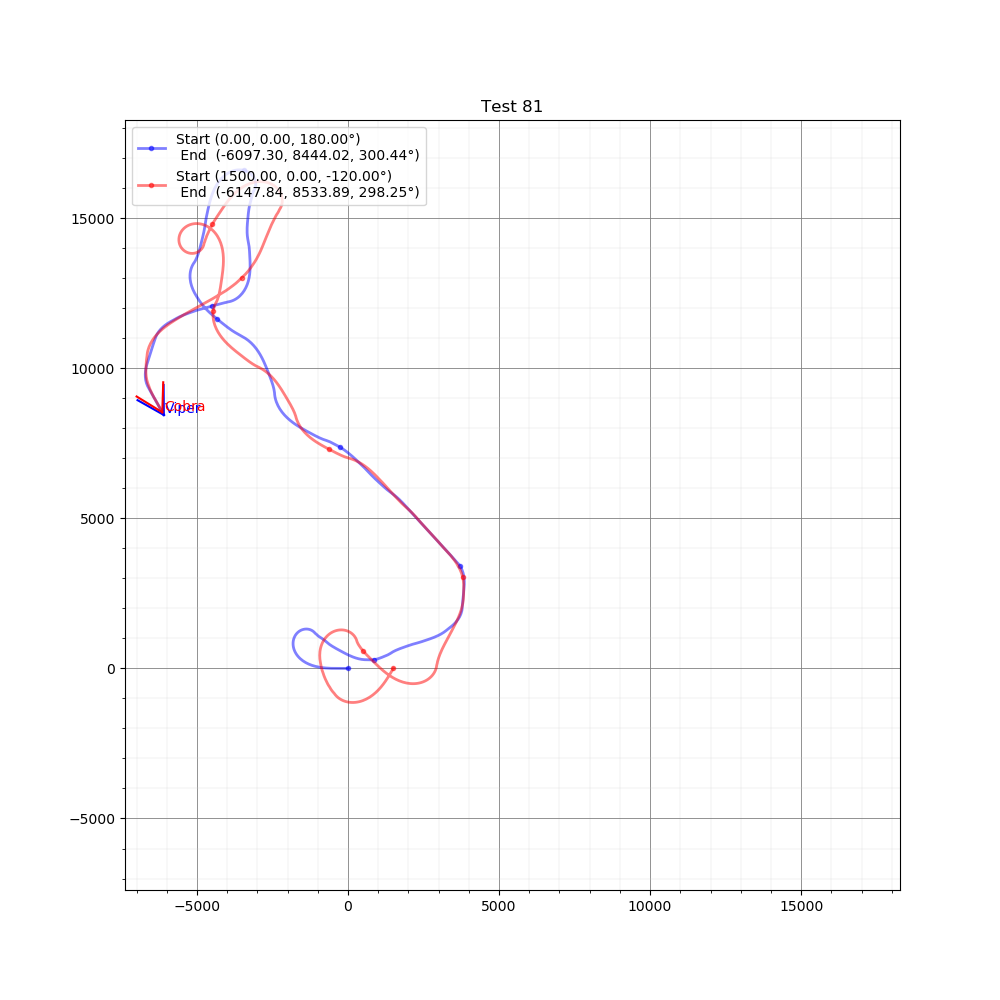 Test 81
Start (0.00, 0.00, 180.00°)
End  (-6097.30, 8444.02, 300.44°)
Start (1500.00, 0.00, -120.00°)
End  (-6147.84, 8533.89, 298.25°)
15000
10000
5000
0
−5000
Cobra
Viper
−5000
0
5000
10000
15000